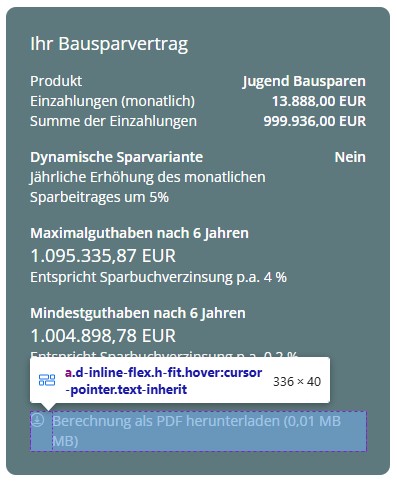 Ihr Bausparvertrag
Produkt Jugend Bausparen
Einzahlungen (monatlich) 13.888,00 EUR
Summe der Einzahlungen 999.936,00 EUR
Dynamische Sparvariante Nein
Jährliche Erhöhung des monatlichen
Sparbeitrages um 5%
Maximalguthaben nach 6 Jahren
1.095.335,87 EUR
Entspricht Sparbuchverzinsung p.a. 4 %
Mindestguthaben nach 6 Jahren
1.004.898,78 EUR
Entspricht Sparbuchverzinsung p.a. 0,2 %
a.d-inline-flex.h-fit.hover:cursor
-pointer.text-inherit 336 × 40
Berechnung als PDF herunterladen (0,01 MB
MB)